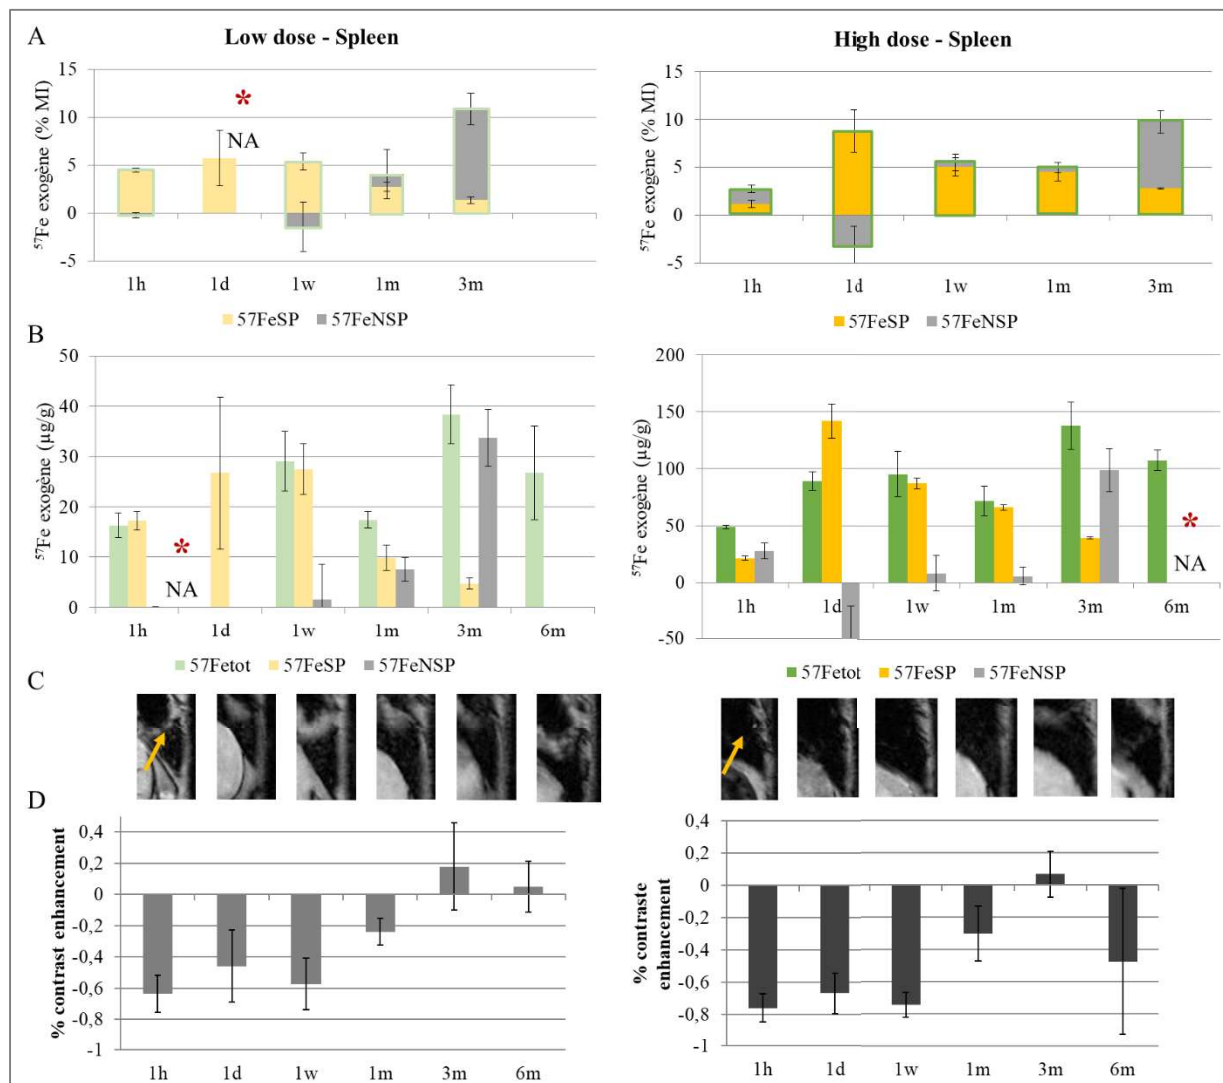 A
Low dose - Spleen
High dose - Spleen
⁵⁷Fe exogène (% MI)
15
10
5
0
-5
*
NA
1h 1d 1w 1m 3m
57FeSP 57FeNSP
⁵⁷Fe exogène (% MI)
15
10
5
0
-5
1h 1d 1w 1m 3m
57FeSP 57FeNSP
B
⁵⁷Fe exogène (µg/g)
50
40
30
20
10
0
*
NA
1h 1d 1w 1m 3m 6m
57Fetot 57FeSP 57FeNSP
⁵⁷Fe exogène (µg/g)
200
150
100
50
0
-50
*
NA
1h 1d 1w 1m 3m 6m
57Fetot 57FeSP 57FeNSP
C
D
% contrast enhancement
0,4
0,2
0
-0,2
-0,4
-0,6
-0,8
-1
1h 1d 1w 1m 3m 6m
% contraste
enhancement
0,4
0,2
0
-0,2
-0,4
-0,6
-0,8
-1
1h 1d 1w 1m 3m 6m